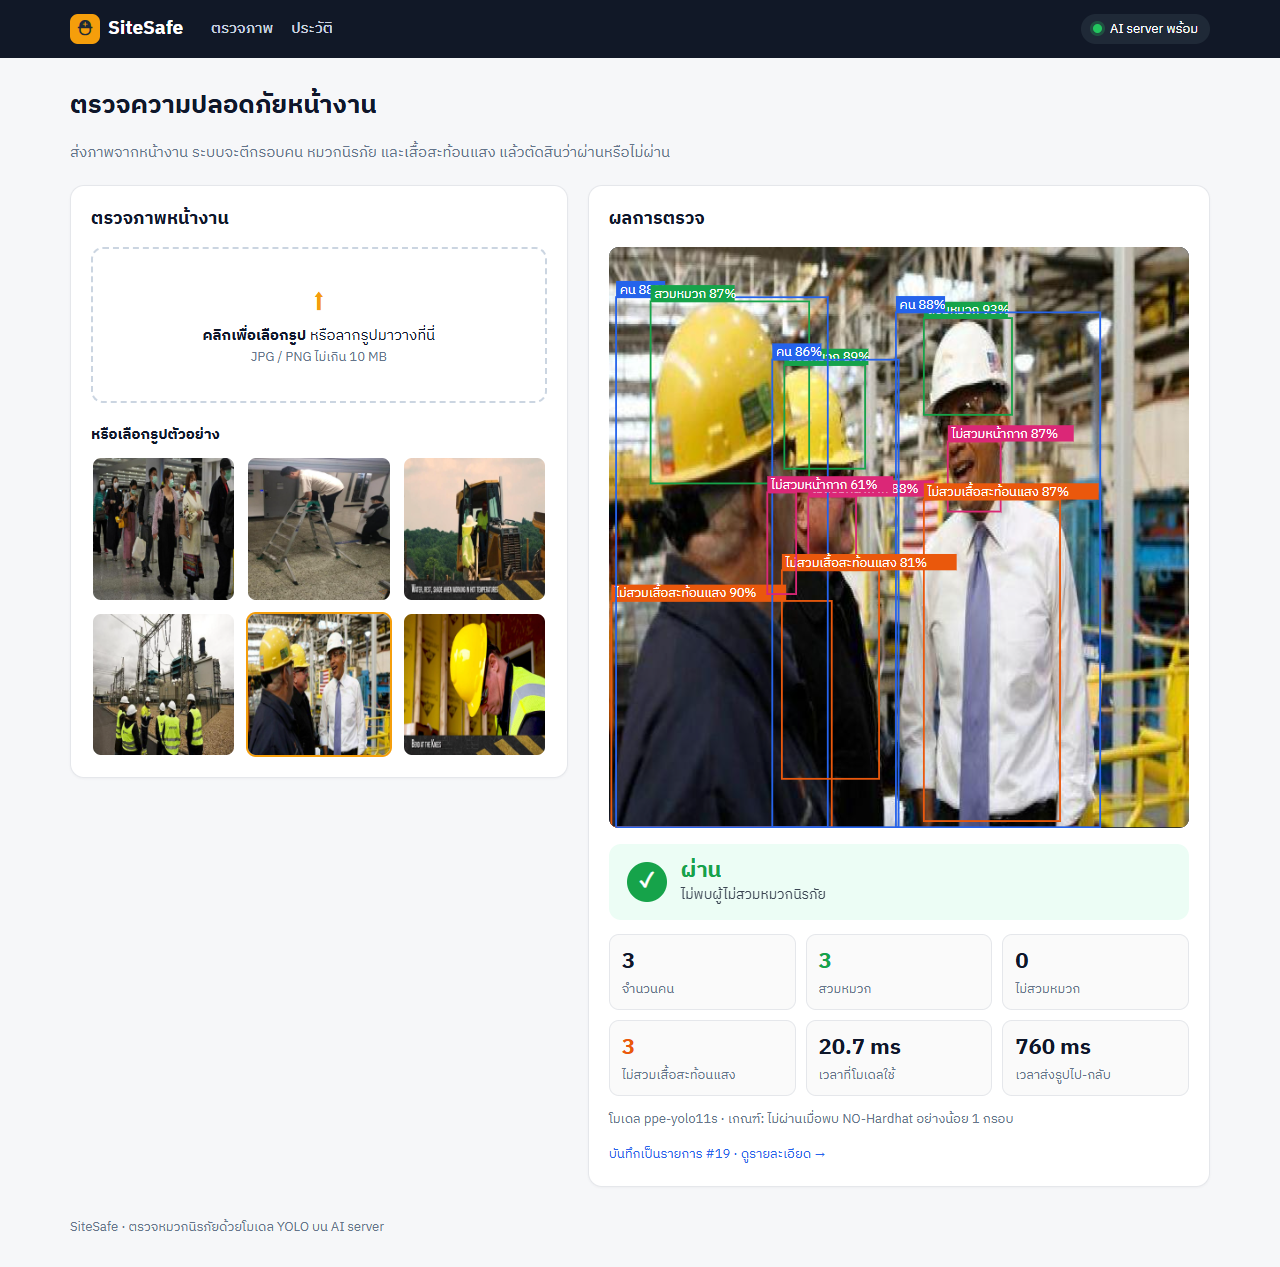 SiteSafe
ตรวจภาพ
ประวัติ
AI server พร้อม
ตรวจความปลอดภัยหน้างาน
ส่งภาพจากหน้างาน ระบบจะตีกรอบคน หมวกนิรภัย และเสื้อสะท้อนแสง แล้วตัดสินว่าผ่านหรือไม่ผ่าน
ตรวจภาพหน้างาน
คลิกเพื่อเลือกรูป หรือลากรูปมาวางที่นี่
JPG / PNG ไม่เกิน 10 MB
หรือเลือกรูปตัวอย่าง
WATER, REST, SHADE WHEN WORKING IN HOT TEMPERATURES
BEND AT THE KNEES
ผลการตรวจ
คน 88
สวมหมวก 87%
คน 88%
หมวก 93%
คน 86%
89%
ไม่สวมหน้ากาก 87%
ไม่สวมหน้ากาก 61%
88%
ไม่สวมเสื้อสะท้อนแสง 87%
ไม่สวมเสื้อสะท้อนแสง 81%
ไม่สวมเสื้อสะท้อนแสง 90%
ผ่าน
ไม่พบผู้ไม่สวมหมวกนิรภัย
3
จำนวนคน
3
สวมหมวก
0
ไม่สวมหมวก
3
ไม่สวมเสื้อสะท้อนแสง
20.7 ms
เวลาที่โมเดลใช้
760 ms
เวลาส่งรูปไป-กลับ
โมเดล ppe-yolo11s · เกณฑ์: ไม่ผ่านเมื่อพบ NO-Hardhat อย่างน้อย 1 กรอบ
บันทึกเป็นรายการ #19 · ดูรายละเอียด →
SiteSafe · ตรวจหมวกนิรภัยด้วยโมเดล YOLO บน AI server